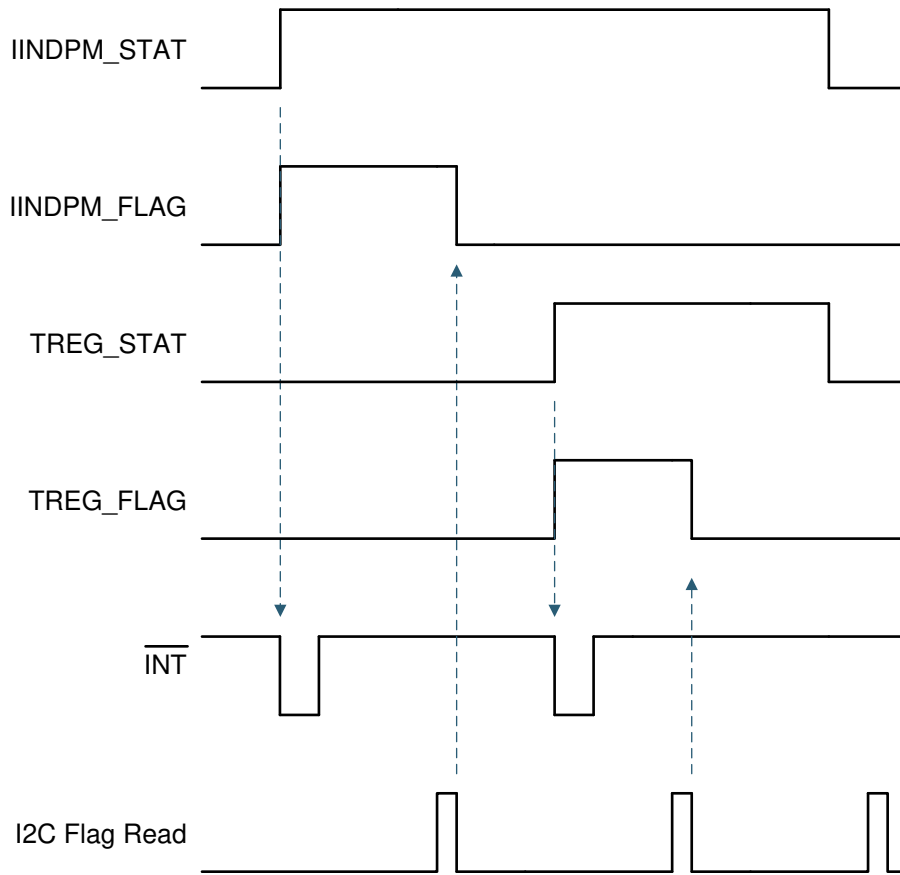 IINDPM_STAT
IINDPM_FLAG
TREG_STAT
TREG_FLAG
INT
I2C Flag Read